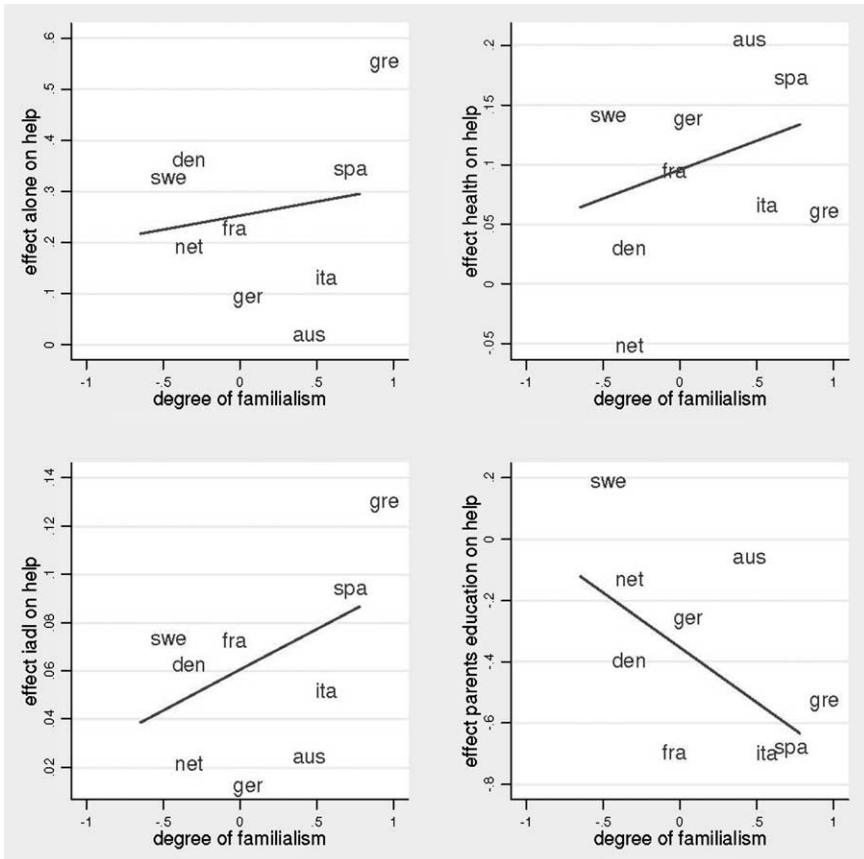 effect alone on help
.6
.5
.4
.3
.2
.1
0
gre
den
swe
spa
fra
net
ita
ger
aus
-1 -.5 0 .5 1
degree of familialism
effect health on help
.2
.15
.1
.05
0
-.05
aus
spa
swe
ger
fra
ita
gre
den
net
-1 -.5 0 .5 1
degree of familialism
effect iadl on help
.14
.12
.1
.08
.06
.04
.02
gre
spa
swe
fra
den
ita
net
aus
ger
-1 -.5 0 .5 1
degree of familialism
effect parents education on help
.2
0
-.2
-.4
-.6
-.8
swe
aus
net
ger
den
gre
fra
ita
spa
-1 -.5 0 .5 1
degree of familialism